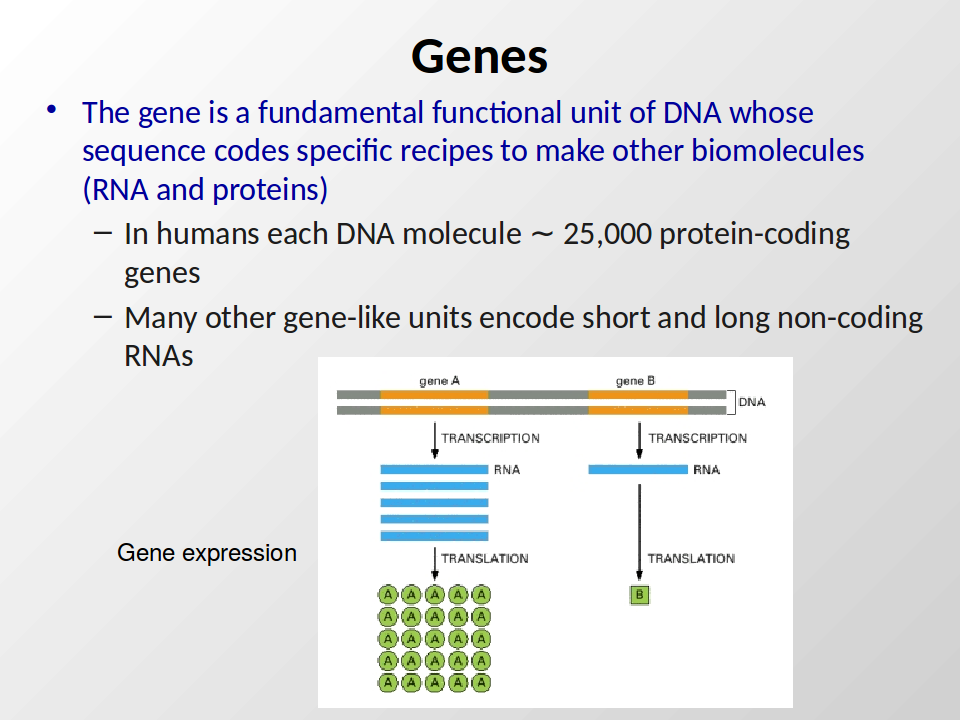 Genes
• The gene is a fundamental functional unit of DNA whose
sequence codes specific recipes to make other biomolecules
(RNA and proteins)
– In humans each DNA molecule ~ 25,000 protein-coding
genes
– Many other gene-like units encode short and long non-coding
RNAs
gene A gene B
DNA
TRANSCRIPTION TRANSCRIPTION
RNA RNA
Gene expression
TRANSLATION TRANSLATION
A A A A A B
A A A A A
A A A A A
A A A A A
A A A A A